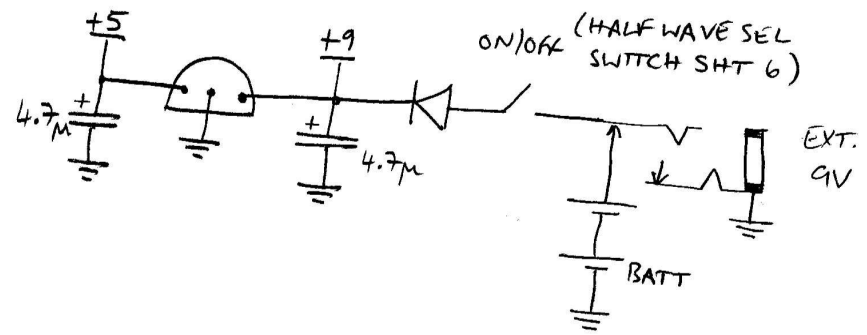 +5
+9
ON/OFF (HALF WAVE SEL
SWITCH SHT 6)
+
4.7µ
+
4.7µ
EXT.
9V
BATT